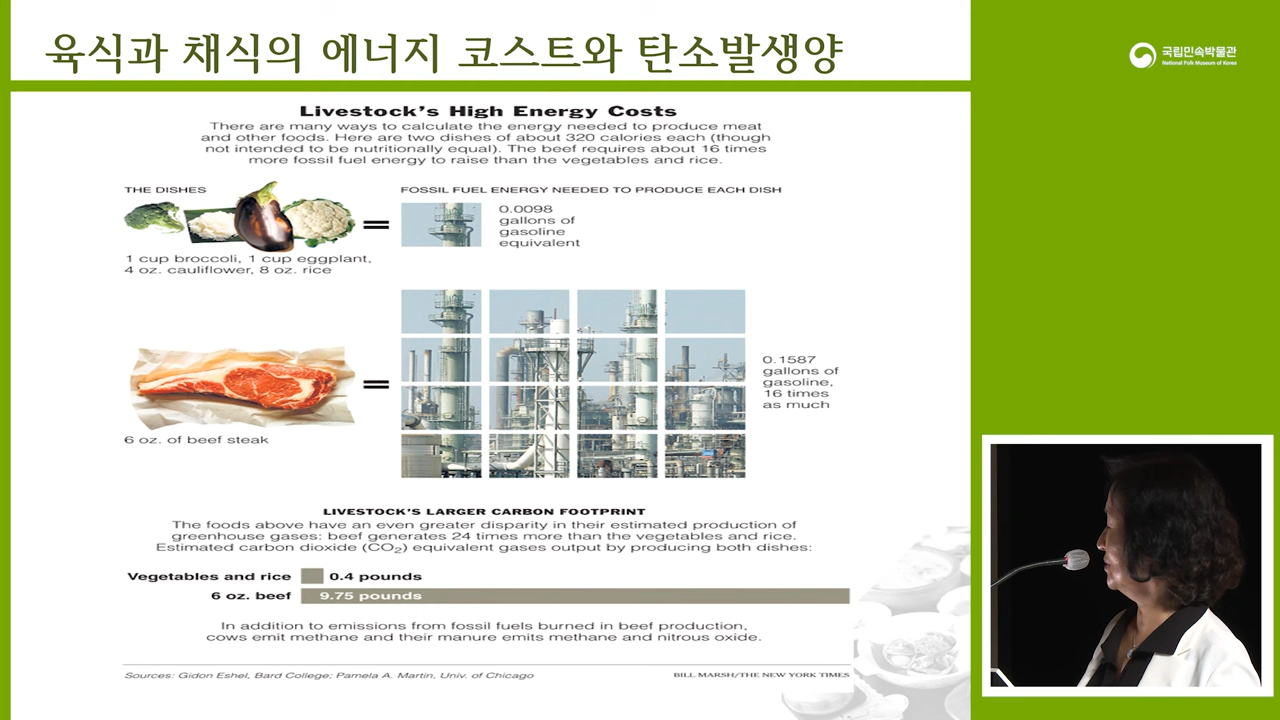 육식과 채식의 에너지 코스트와 탄소발생양
국립민속박물관
National Folk Museum of Korea
Livestock's High Energy Costs
There are many ways to calculate the energy needed to produce meat
and other foods. Here are two dishes of about 320 calories each (though
not intended to be nutritionally equal). The beef requires about 16 times
more fossil fuel energy to raise than the vegetables and rice.
THE DISHES
FOSSIL FUEL ENERGY NEEDED TO PRODUCE EACH DISH
=
0.0098
gallons of
gasoline
equivalent
1 cup broccoli, 1 cup eggplant,
4 oz. cauliflower, 8 oz. rice
=
0.1587
gallons of
gasoline,
16 times
as much
6 oz. of beef steak
LIVESTOCK'S LARGER CARBON FOOTPRINT
The foods above have an even greater disparity in their estimated production of
greenhouse gases: beef generates 24 times more than the vegetables and rice.
Estimated carbon dioxide (CO₂) equivalent gases output by producing both dishes:
Vegetables and rice 0.4 pounds
6 oz. beef 9.75 pounds
In addition to emissions from fossil fuels burned in beef production,
cows emit methane and their manure emits methane and nitrous oxide.
Sources: Gidon Eshel, Bard College; Pamela A. Martin, Univ. of Chicago
BILL MARSH/THE NEW YORK TIMES